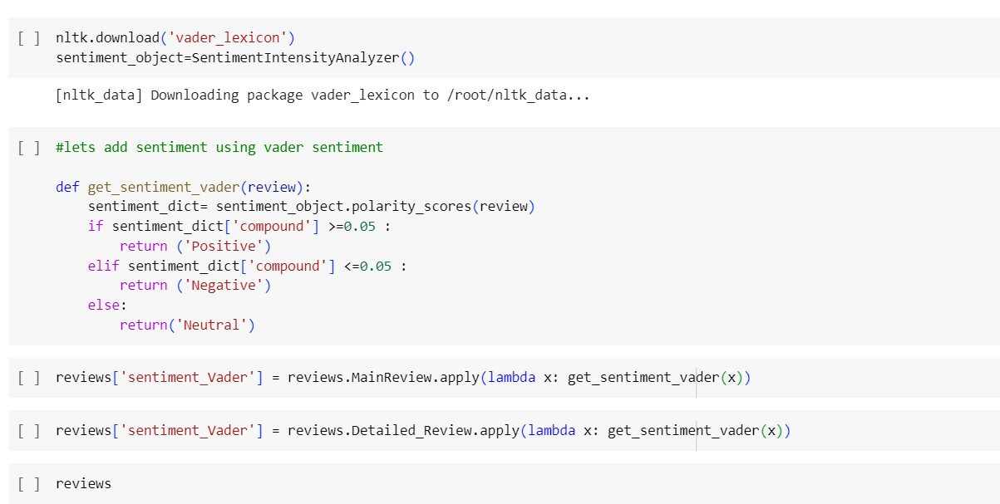 [ ] nltk.download('vader_lexicon')
sentiment_object=SentimentIntensityAnalyzer()
[nltk_data] Downloading package vader_lexicon to /root/nltk_data...
[ ] #lets add sentiment using vader sentiment
def get_sentiment_vader(review):
sentiment_dict= sentiment_object.polarity_scores(review)
if sentiment_dict['compound'] >=0.05 :
return ('Positive')
elif sentiment_dict['compound'] <=0.05 :
return ('Negative')
else:
return('Neutral')
[ ] reviews['sentiment_Vader'] = reviews.MainReview.apply(lambda x: get_sentiment_vader(x))
[ ] reviews['sentiment_Vader'] = reviews.Detailed_Review.apply(lambda x: get_sentiment_vader(x))
[ ] reviews